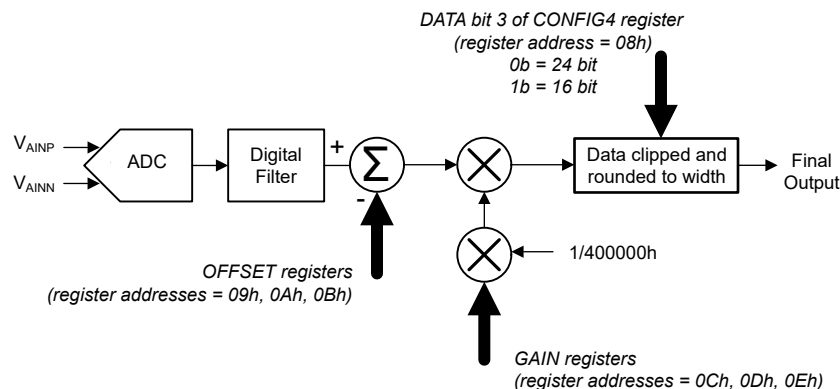 DATA bit 3 of CONFIG4 register
(register address = 08h)
0b = 24 bit
1b = 16 bit
VAINP
VAINN
ADC
Digital
Filter
+
-
Σ
Data clipped and
rounded to width
Final
Output
1/400000h
OFFSET registers
(register addresses = 09h, 0Ah, 0Bh)
GAIN registers
(register addresses = 0Ch, 0Dh, 0Eh)